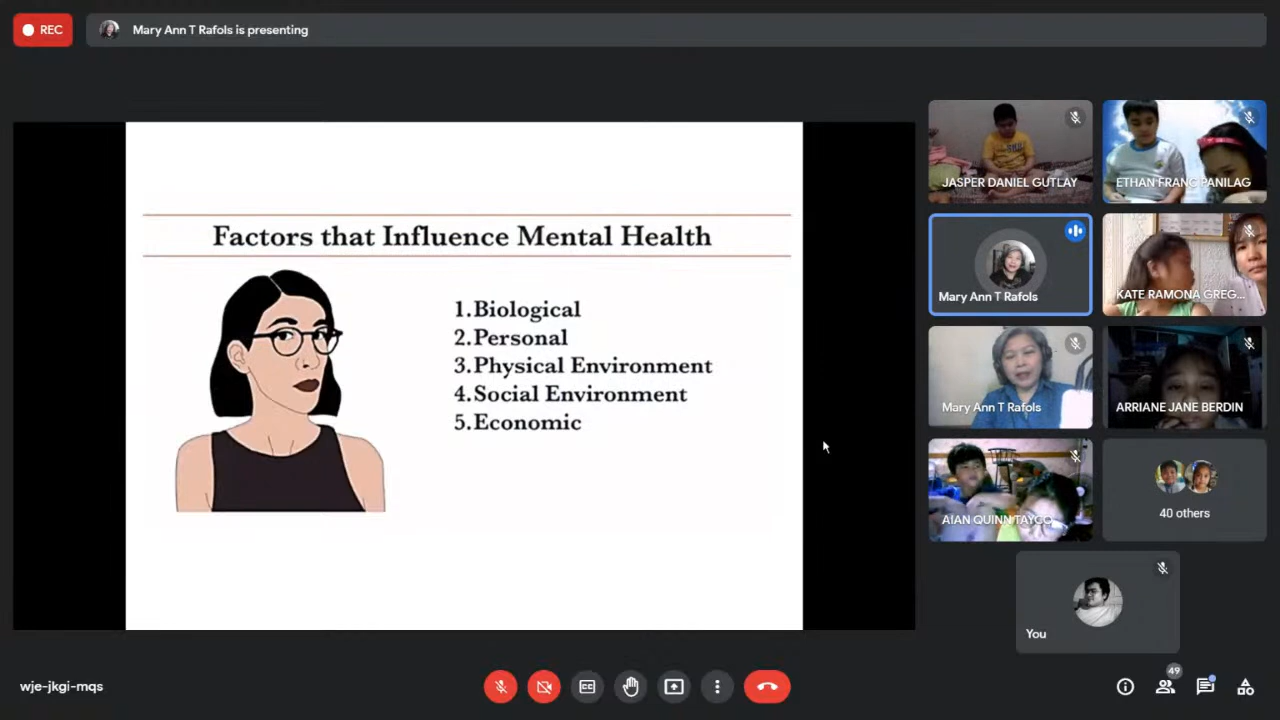 REC
Mary Ann T Rafols is presenting
Factors that Influence Mental Health
1.Biological
2.Personal
3.Physical Environment
4.Social Environment
5.Economic
JASPER DANIEL GUTLAY
ETHAN FRANC PANILAG
Mary Ann T Rafols
KATE RAMONA GREG...
Mary Ann T Rafols
ARRIANE JANE BERDIN
AIAN QUINN TAYCO
40 others
You
wje-jkgi-mqs
CC
49